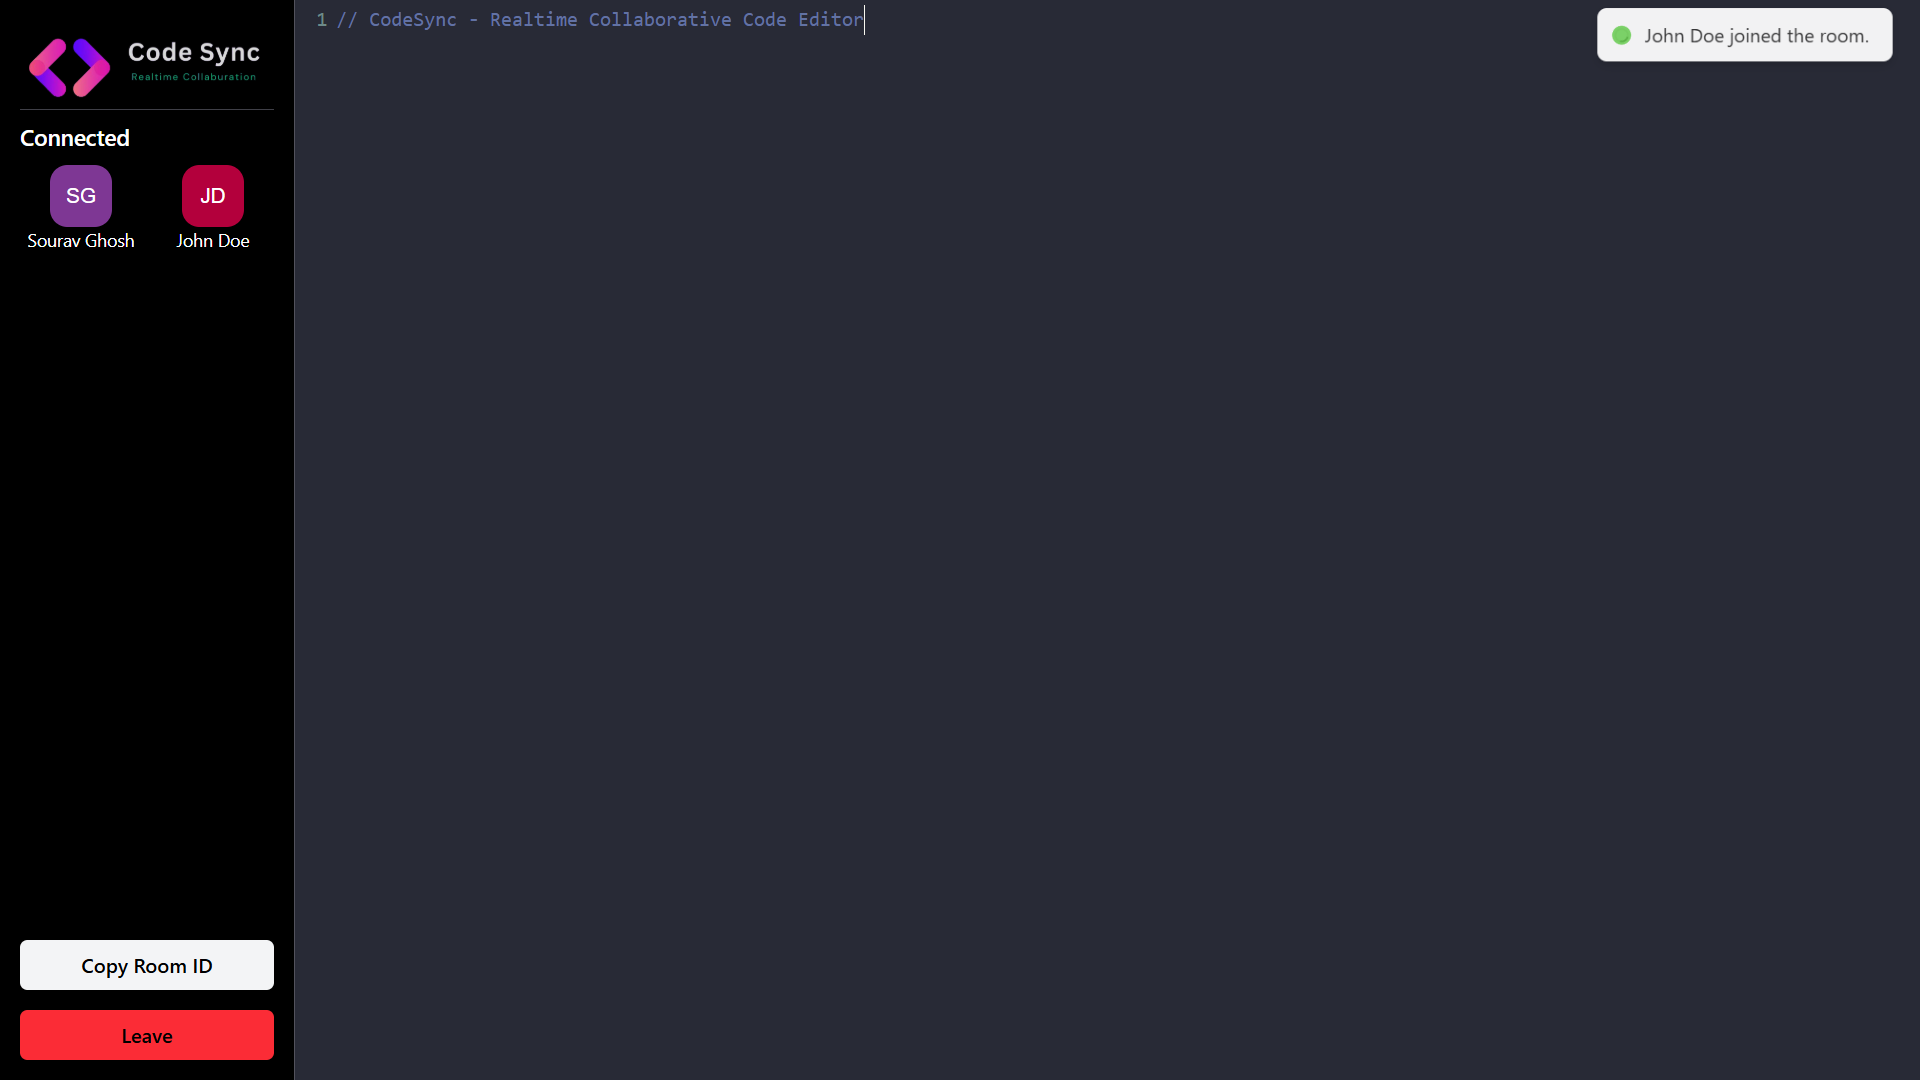 Code Sync
Realtime Collaburation
Connected
SG
Sourav Ghosh
JD
John Doe
Copy Room ID
Leave
1 // CodeSync - Realtime Collaborative Code Editor
John Doe joined the room.